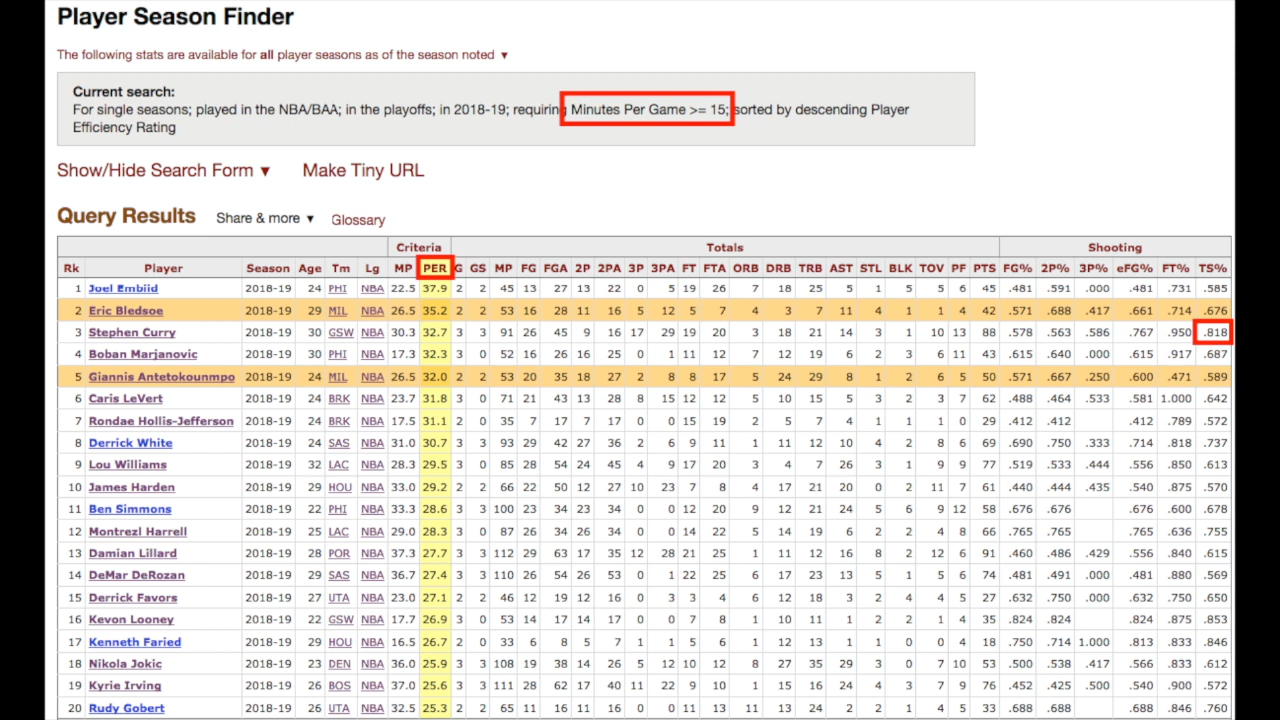 Player Season Finder
The following stats are available for all player seasons as of the season noted ▼
Current search:
For single seasons; played in the NBA/BAA; in the playoffs; in 2018-19; requiring Minutes Per Game >= 15; sorted by descending Player
Efficiency Rating
Show/Hide Search Form ▼ Make Tiny URL
Query Results Share & more ▼ Glossary
Criteria Totals Shooting
Rk Player Season Age Tm Lg MP PER G GS MP FG FGA 2P 2PA 3P 3PA FT FTA ORB DRB TRB AST STL BLK TOV PF PTS FG% 2P% 3P% eFG% FT% TS%
1 Joel Embiid 2018-19 24 PHI NBA 22.5 37.9 2 2 45 13 27 13 22 0 5 19 26 7 18 25 5 1 5 5 6 45 .481 .591 .000 .481 .731 .585
2 Eric Bledsoe 2018-19 29 MIL NBA 26.5 35.2 2 2 53 16 28 11 16 5 12 5 7 4 3 7 11 4 1 1 4 42 .571 .688 .417 .661 .714 .676
3 Stephen Curry 2018-19 30 GSW NBA 30.3 32.7 3 3 91 26 45 9 16 17 29 19 20 3 18 21 14 3 1 10 13 88 .578 .563 .586 .767 .950 .818
4 Boban Marjanovic 2018-19 30 PHI NBA 17.3 32.3 3 0 52 16 26 16 25 0 1 11 12 7 12 19 6 2 3 6 11 43 .615 .640 .000 .615 .917 .687
5 Giannis Antetokounmpo 2018-19 24 MIL NBA 26.5 32.0 2 2 53 20 35 18 27 2 8 8 17 5 24 29 8 1 2 6 5 50 .571 .667 .250 .600 .471 .589
6 Caris LeVert 2018-19 24 BRK NBA 23.7 31.8 3 0 71 21 43 13 28 8 15 12 12 5 10 15 5 3 2 3 7 62 .488 .464 .533 .581 1.000 .642
7 Rondae Hollis-Jefferson 2018-19 24 BRK NBA 17.5 31.1 2 0 35 7 17 7 17 0 0 15 19 2 5 7 4 1 1 1 0 29 .412 .412 .412 .789 .572
8 Derrick White 2018-19 24 SAS NBA 31.0 30.7 3 3 93 29 42 27 36 2 6 9 11 1 11 12 10 4 2 8 6 69 .690 .750 .333 .714 .818 .737
9 Lou Williams 2018-19 32 LAC NBA 28.3 29.5 3 0 85 28 54 24 45 4 9 17 20 3 4 7 26 3 1 9 9 77 .519 .533 .444 .556 .850 .613
10 James Harden 2018-19 29 HOU NBA 33.0 29.2 2 2 66 22 50 12 27 10 23 7 8 4 17 21 20 0 2 11 7 61 .440 .444 .435 .540 .875 .570
11 Ben Simmons 2018-19 22 PHI NBA 33.3 28.6 3 3 100 23 34 23 34 0 0 12 20 9 12 21 24 5 6 9 12 58 .676 .676 .676 .600 .678
12 Montrezl Harrell 2018-19 25 LAC NBA 29.0 28.3 3 0 87 26 34 26 34 0 0 14 22 5 14 19 6 2 2 4 8 66 .765 .765 .765 .636 .755
13 Damian Lillard 2018-19 28 POR NBA 37.3 27.7 3 3 112 29 63 17 35 12 28 21 25 1 11 12 16 8 2 12 6 91 .460 .486 .429 .556 .840 .615
14 DeMar DeRozan 2018-19 29 SAS NBA 36.7 27.4 3 3 110 26 54 26 53 0 1 22 25 6 17 23 13 5 1 5 6 74 .481 .491 .000 .481 .880 .569
15 Derrick Favors 2018-19 27 UTA NBA 23.0 27.1 2 0 46 12 19 12 16 0 3 3 4 6 12 18 3 2 4 4 5 27 .632 .750 .000 .632 .750 .650
16 Kevon Looney 2018-19 22 GSW NBA 17.7 26.9 3 0 53 14 17 14 17 0 0 7 8 1 10 11 1 2 2 1 4 35 .824 .824 .824 .875 .853
17 Kenneth Faried 2018-19 29 HOU NBA 16.5 26.7 2 0 33 6 8 5 7 1 1 5 6 1 12 13 1 1 0 0 4 18 .750 .714 1.000 .813 .833 .846
18 Nikola Jokic 2018-19 23 DEN NBA 36.0 25.9 3 3 108 19 38 14 26 5 12 10 12 8 27 35 29 3 0 7 10 53 .500 .538 .417 .566 .833 .612
19 Kyrie Irving 2018-19 26 BOS NBA 37.0 25.6 3 3 111 28 62 17 40 11 22 9 10 1 15 16 24 4 3 7 9 76 .452 .425 .500 .540 .900 .572
20 Rudy Gobert 2018-19 26 UTA NBA 32.5 25.3 2 2 65 11 16 11 16 0 0 11 13 11 13 24 2 2 1 4 5 33 .688 .688 .688 .846 .760